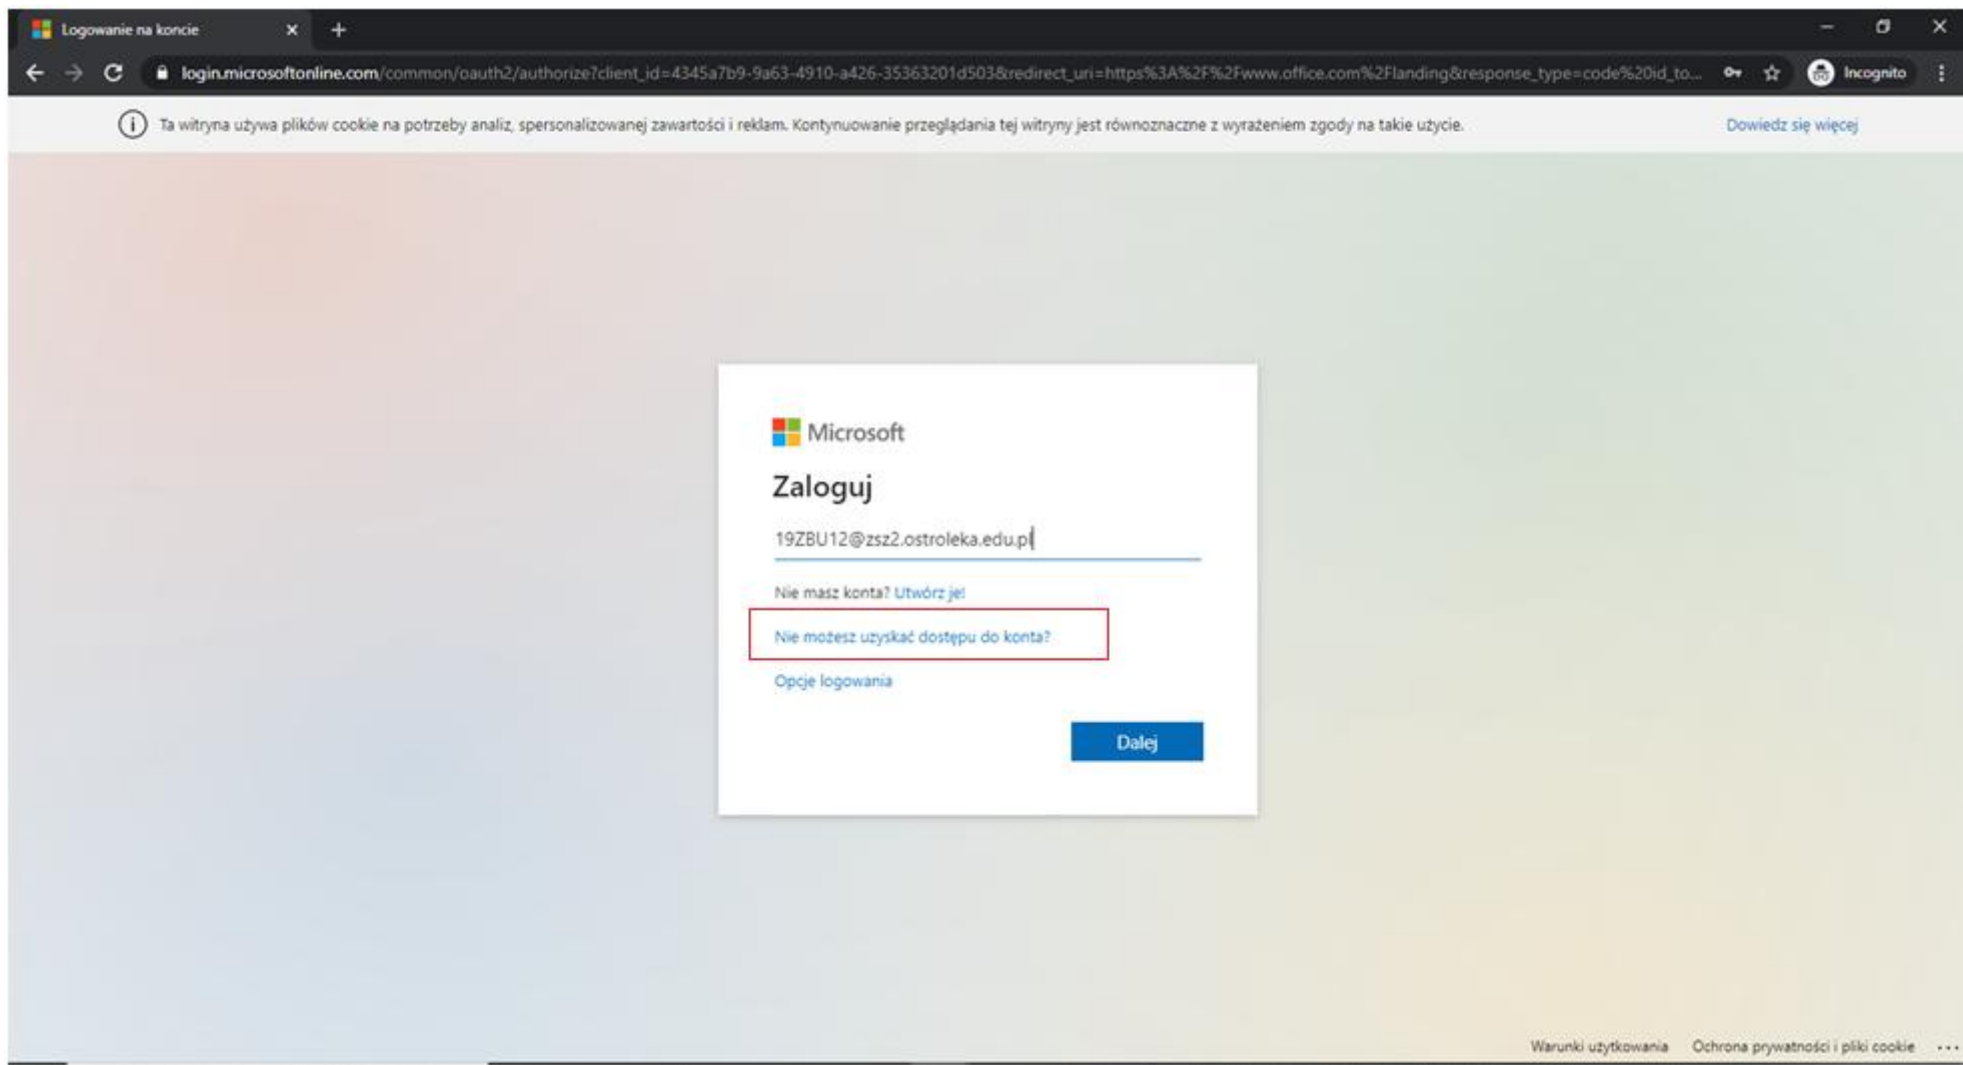 Logowanie na koncie
login.microsoftonline.com/common/oauth2/authorize?client_id=4345a7b9-9a63-4910-a426-35363201d503&redirect_uri=https%3A%2F%2Fwww.office.com%2Flanding&response_type=code%20id_to...
Incognito
Ta witryna używa plików cookie na potrzeby analiz, spersonalizowanej zawartości i reklam. Kontynuowanie przeglądania tej witryny jest równoznaczne z wyrażeniem zgody na takie użycie.
Dowiedz się więcej
Microsoft
Zaloguj
19ZBU12@zsz2.ostroleka.edu.pl
Nie masz konta? Utwórz je!
Nie możesz uzyskać dostępu do konta?
Opcje logowania
Dalej
Warunki użytkowania
Ochrona prywatności i pliki cookie